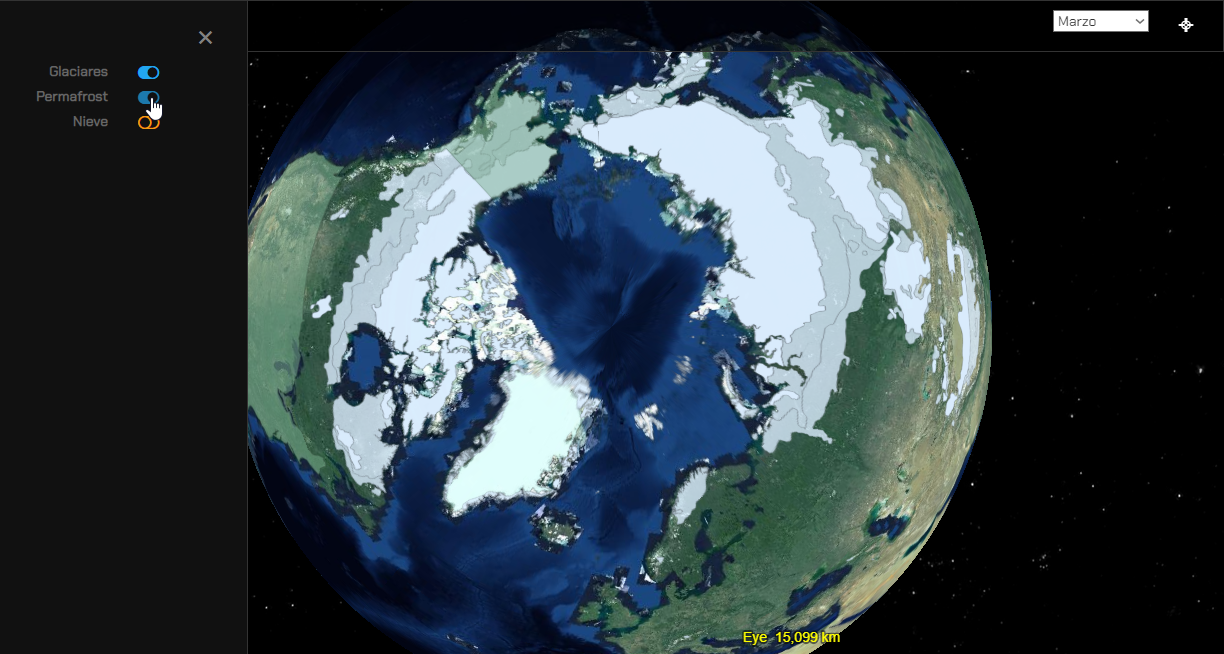 Marzo
Glaciares
Permafrost
Nieve
Eye 15,099 km